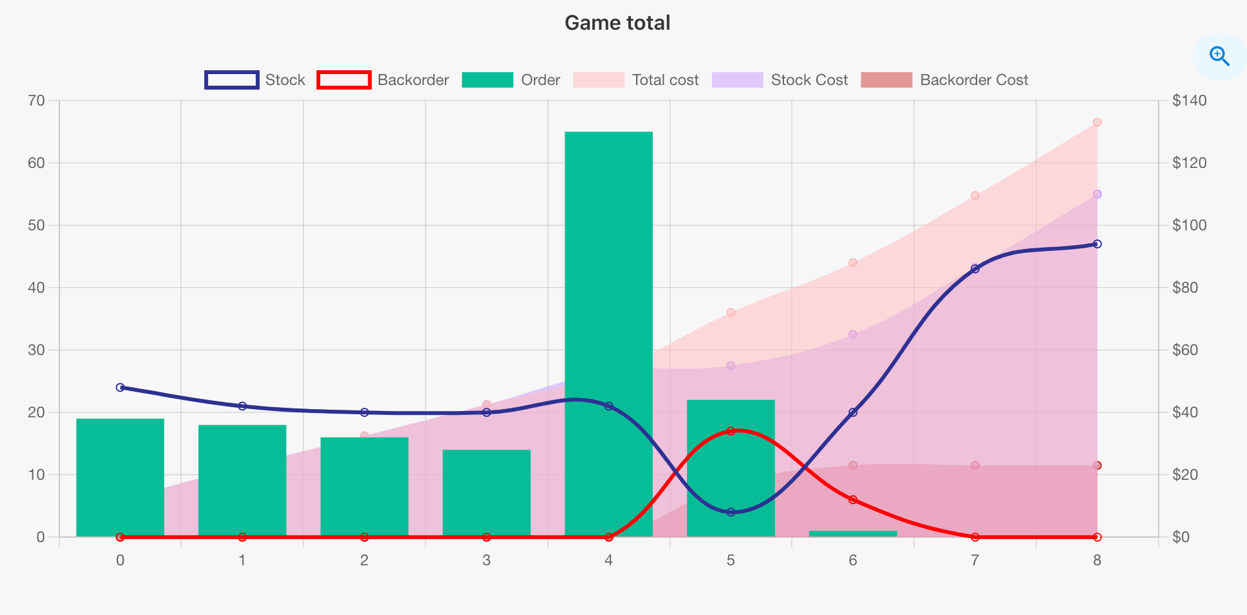 Game total
Stock Backorder Order Total cost Stock Cost Backorder Cost
70 $140
60 $120
50 $100
40 $80
30 $60
20 $40
10 $20
0 $0
0 1 2 3 4 5 6 7 8